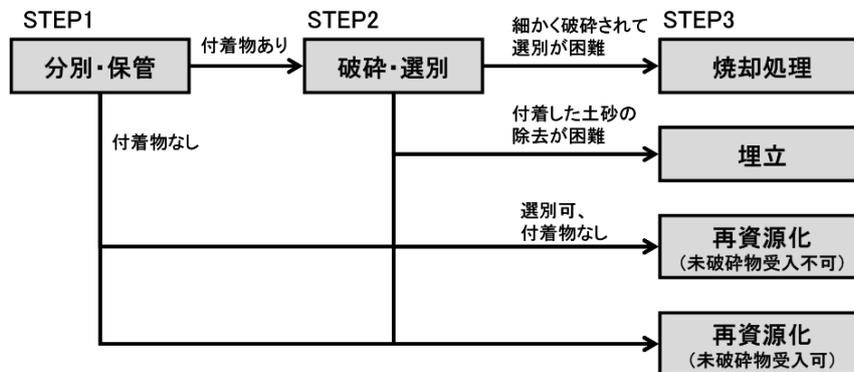 STEP1
STEP2
STEP3
分別・保管
付着物あり
破砕・選別
細かく破砕されて
選別が困難
焼却処理
付着物なし
付着した土砂の
除去が困難
埋立
選別可、
付着物なし
再資源化
（未破砕物受入不可）
再資源化
（未破砕物受入可）